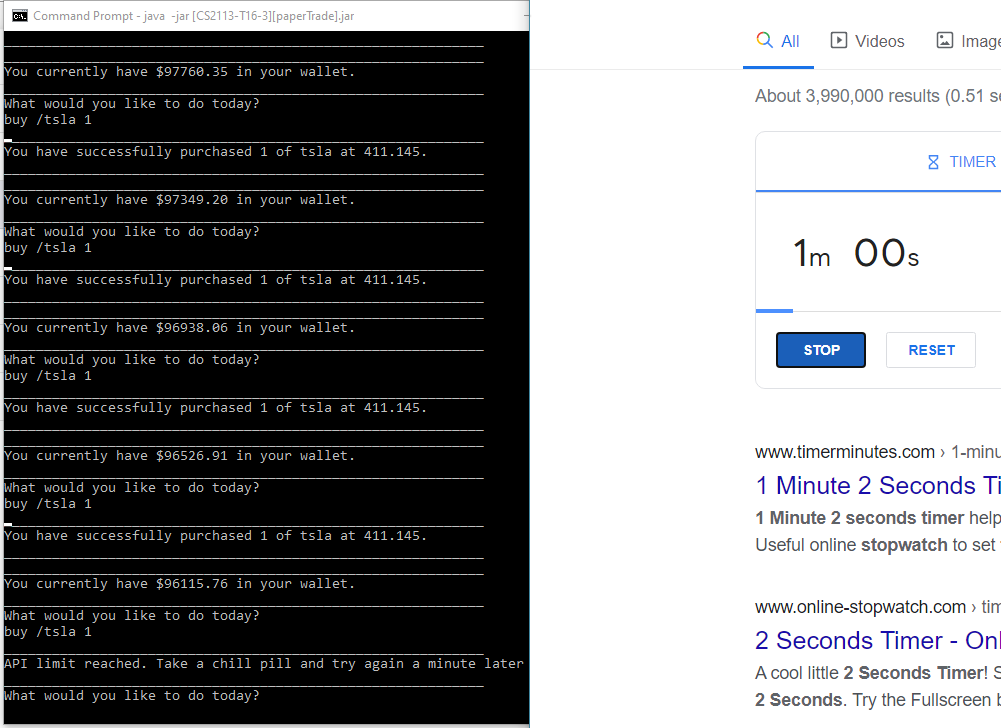 Command Prompt - java -jar [CS2113-T16-3][paperTrade].jar
You currently have $97760.35 in your wallet.
What would you like to do today?
buy /tsla 1
You have successfully purchased 1 of tsla at 411.145.
You currently have $97349.20 in your wallet.
What would you like to do today?
buy /tsla 1
You have successfully purchased 1 of tsla at 411.145.
You currently have $96938.06 in your wallet.
What would you like to do today?
buy /tsla 1
You have successfully purchased 1 of tsla at 411.145.
You currently have $96526.91 in your wallet.
What would you like to do today?
buy /tsla 1
You have successfully purchased 1 of tsla at 411.145.
You currently have $96115.76 in your wallet.
What would you like to do today?
buy /tsla 1
API limit reached. Take a chill pill and try again a minute later
What would you like to do today?
All Videos Image
About 3,990,000 results (0.51 se
TIMER
1m 00s
STOP RESET
www.timerminutes.com › 1-minu
1 Minute 2 Seconds Ti
1 Minute 2 seconds timer help
Useful online stopwatch to set
www.online-stopwatch.com › tim
2 Seconds Timer - Onl
A cool little 2 Seconds Timer! S
2 Seconds. Try the Fullscreen b